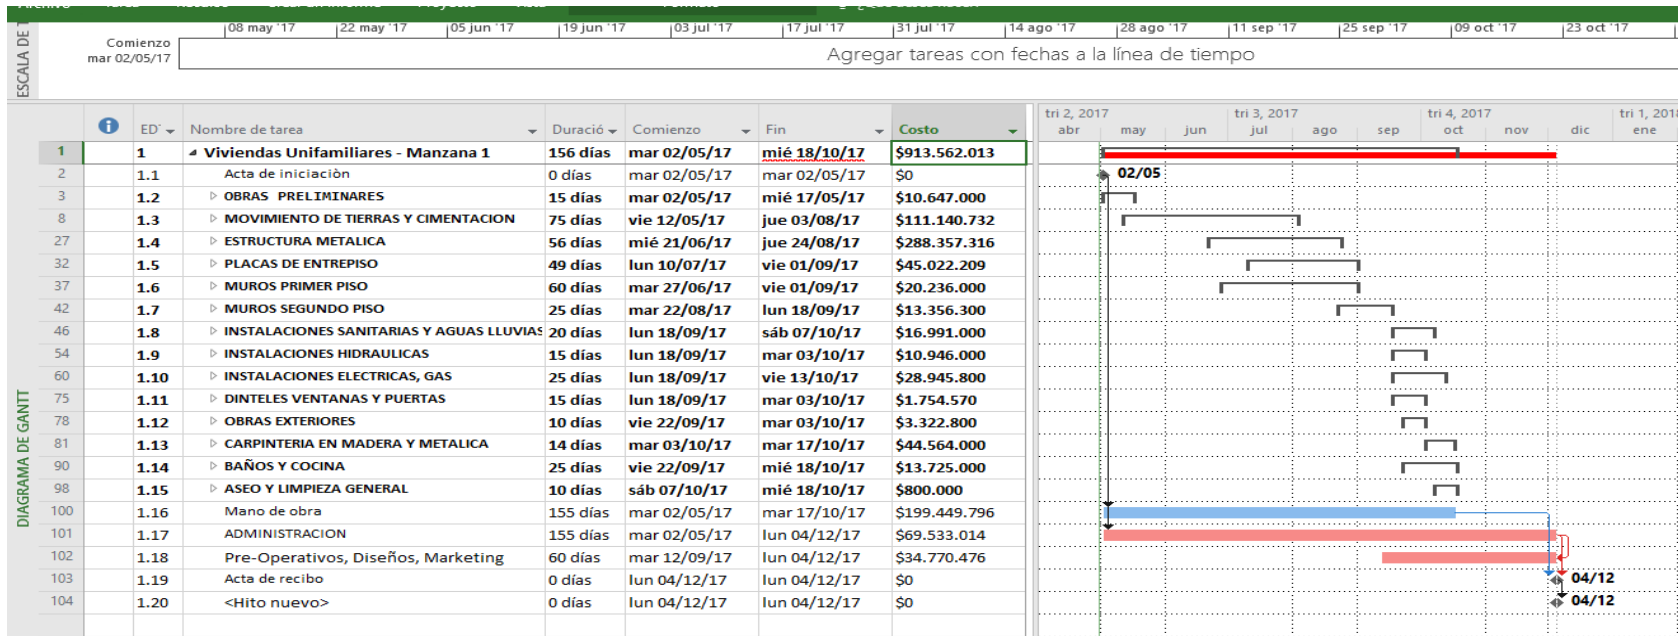 08 may '17 22 may '17 05 jun '17 19 jun '17 03 jul '17 17 jul '17 31 jul '17 14 ago '17 28 ago '17 11 sep '17 25 sep '17 09 oct '17 23 oct '17
ESCALA DE
Comienzo
mar 02/05/17
Agregar tareas con fechas a la línea de tiempo
tri 2, 2017 tri 3, 2017 tri 4, 2017 tri 1, 201
Nombre de tarea Duració Comienzo Fin Costo abr may jun jul ago sep oct nov dic ene
1 1 Viviendas Unifamiliares - Manzana 1 156 días mar 02/05/17 mié 18/10/17 $913.562.013
2 1.1 Acta de iniciaciòn 0 días mar 02/05/17 mar 02/05/17 $0 02/05
3 1.2 OBRAS PRELIMINARES 15 días mar 02/05/17 mié 17/05/17 $10.647.000
8 1.3 MOVIMIENTO DE TIERRAS Y CIMENTACION 75 días vie 12/05/17 jue 03/08/17 $111.140.732
27 1.4 ESTRUCTURA METALICA 56 días mié 21/06/17 jue 24/08/17 $288.357.316
32 1.5 PLACAS DE ENTREPISO 49 días lun 10/07/17 vie 01/09/17 $45.022.209
37 1.6 MUROS PRIMER PISO 60 días mar 27/06/17 vie 01/09/17 $20.236.000
42 1.7 MUROS SEGUNDO PISO 25 días mar 22/08/17 lun 18/09/17 $13.356.300
46 1.8 INSTALACIONES SANITARIAS Y AGUAS LLUVIAS 20 días lun 18/09/17 sáb 07/10/17 $16.991.000
54 1.9 INSTALACIONES HIDRAULICAS 15 días lun 18/09/17 mar 03/10/17 $10.946.000
60 1.10 INSTALACIONES ELECTRICAS, GAS 25 días lun 18/09/17 vie 13/10/17 $28.945.800
75 1.11 DINTELES VENTANAS Y PUERTAS 15 días lun 18/09/17 mar 03/10/17 $1.754.570
78 1.12 OBRAS EXTERIORES 10 días vie 22/09/17 mar 03/10/17 $3.322.800
81 1.13 CARPINTERIA EN MADERA Y METALICA 14 días mar 03/10/17 mar 17/10/17 $44.564.000
90 1.14 BAÑOS Y COCINA 25 días vie 22/09/17 mié 18/10/17 $13.725.000
98 1.15 ASEO Y LIMPIEZA GENERAL 10 días sáb 07/10/17 mié 18/10/17 $800.000
100 1.16 Mano de obra 155 días mar 02/05/17 mar 17/10/17 $199.449.796
101 1.17 ADMINISTRACION 155 días mar 02/05/17 lun 04/12/17 $69.533.014
102 1.18 Pre-Operativos, Diseños, Marketing 60 días mar 12/09/17 lun 04/12/17 $34.770.476
103 1.19 Acta de recibo 0 días lun 04/12/17 lun 04/12/17 $0 04/12
104 1.20 <Hito nuevo> 0 días lun 04/12/17 lun 04/12/17 $0 04/12
DIAGRAMA DE GANTT